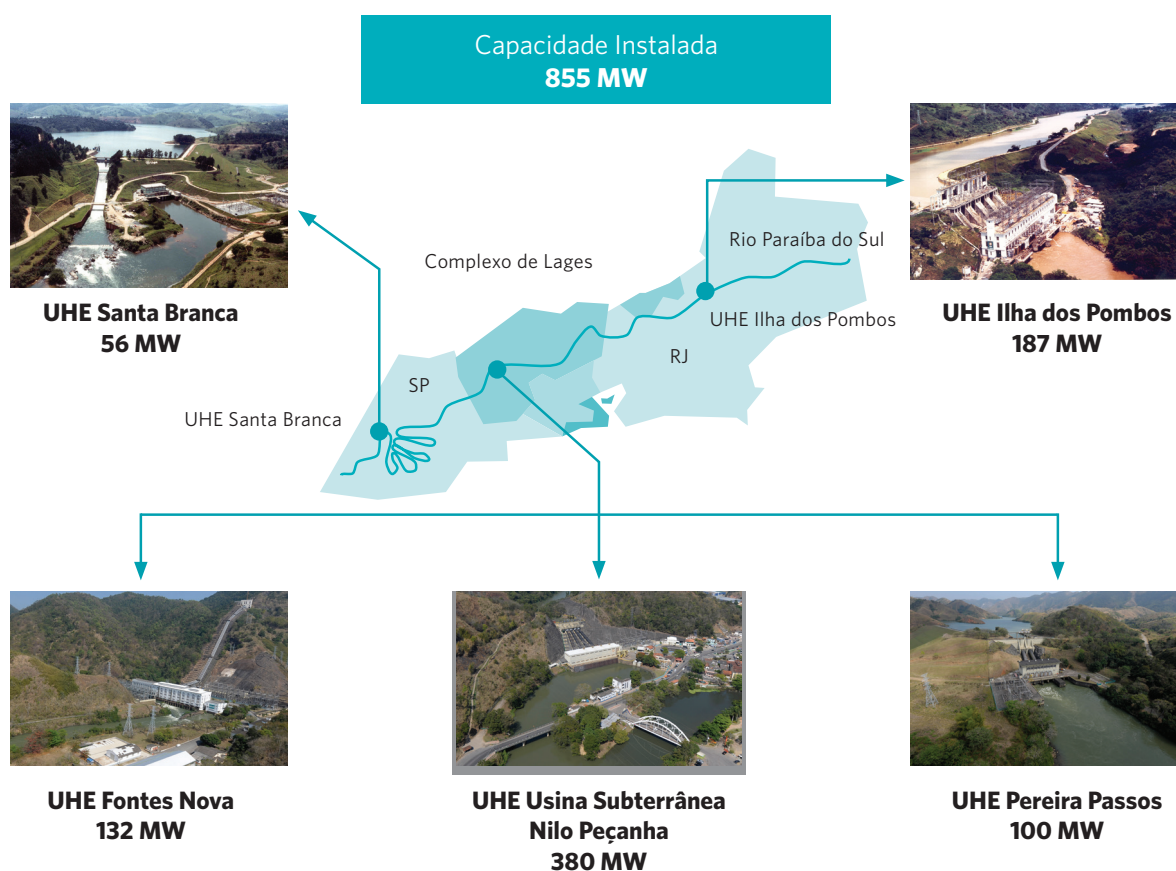 Capacidade Instalada
855 MW
UHE Santa Branca
56 MW
Complexo de Lages
Rio Paraíba do Sul
UHE Ilha dos Pombos
RJ
SP
UHE Santa Branca
UHE Ilha dos Pombos
187 MW
UHE Fontes Nova
132 MW
UHE Usina Subterrânea
Nilo Peçanha
380 MW
UHE Pereira Passos
100 MW